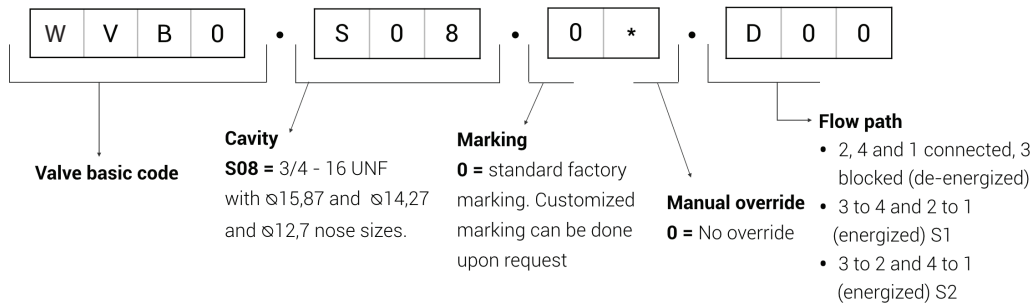 W V B 0 . S 0 8 . 0 * . D 0 0
Valve basic code
Cavity
S08 = 3/4 - 16 UNF
with ⦰15,87 and ⦰14,27
and ⦰12,7 nose sizes.
Marking
0 = standard factory
marking. Customized
marking can be done
upon request
Manual override
0 = No override
Flow path
• 2, 4 and 1 connected, 3
blocked (de-energized)
• 3 to 4 and 2 to 1
(energized) S1
• 3 to 2 and 4 to 1
(energized) S2